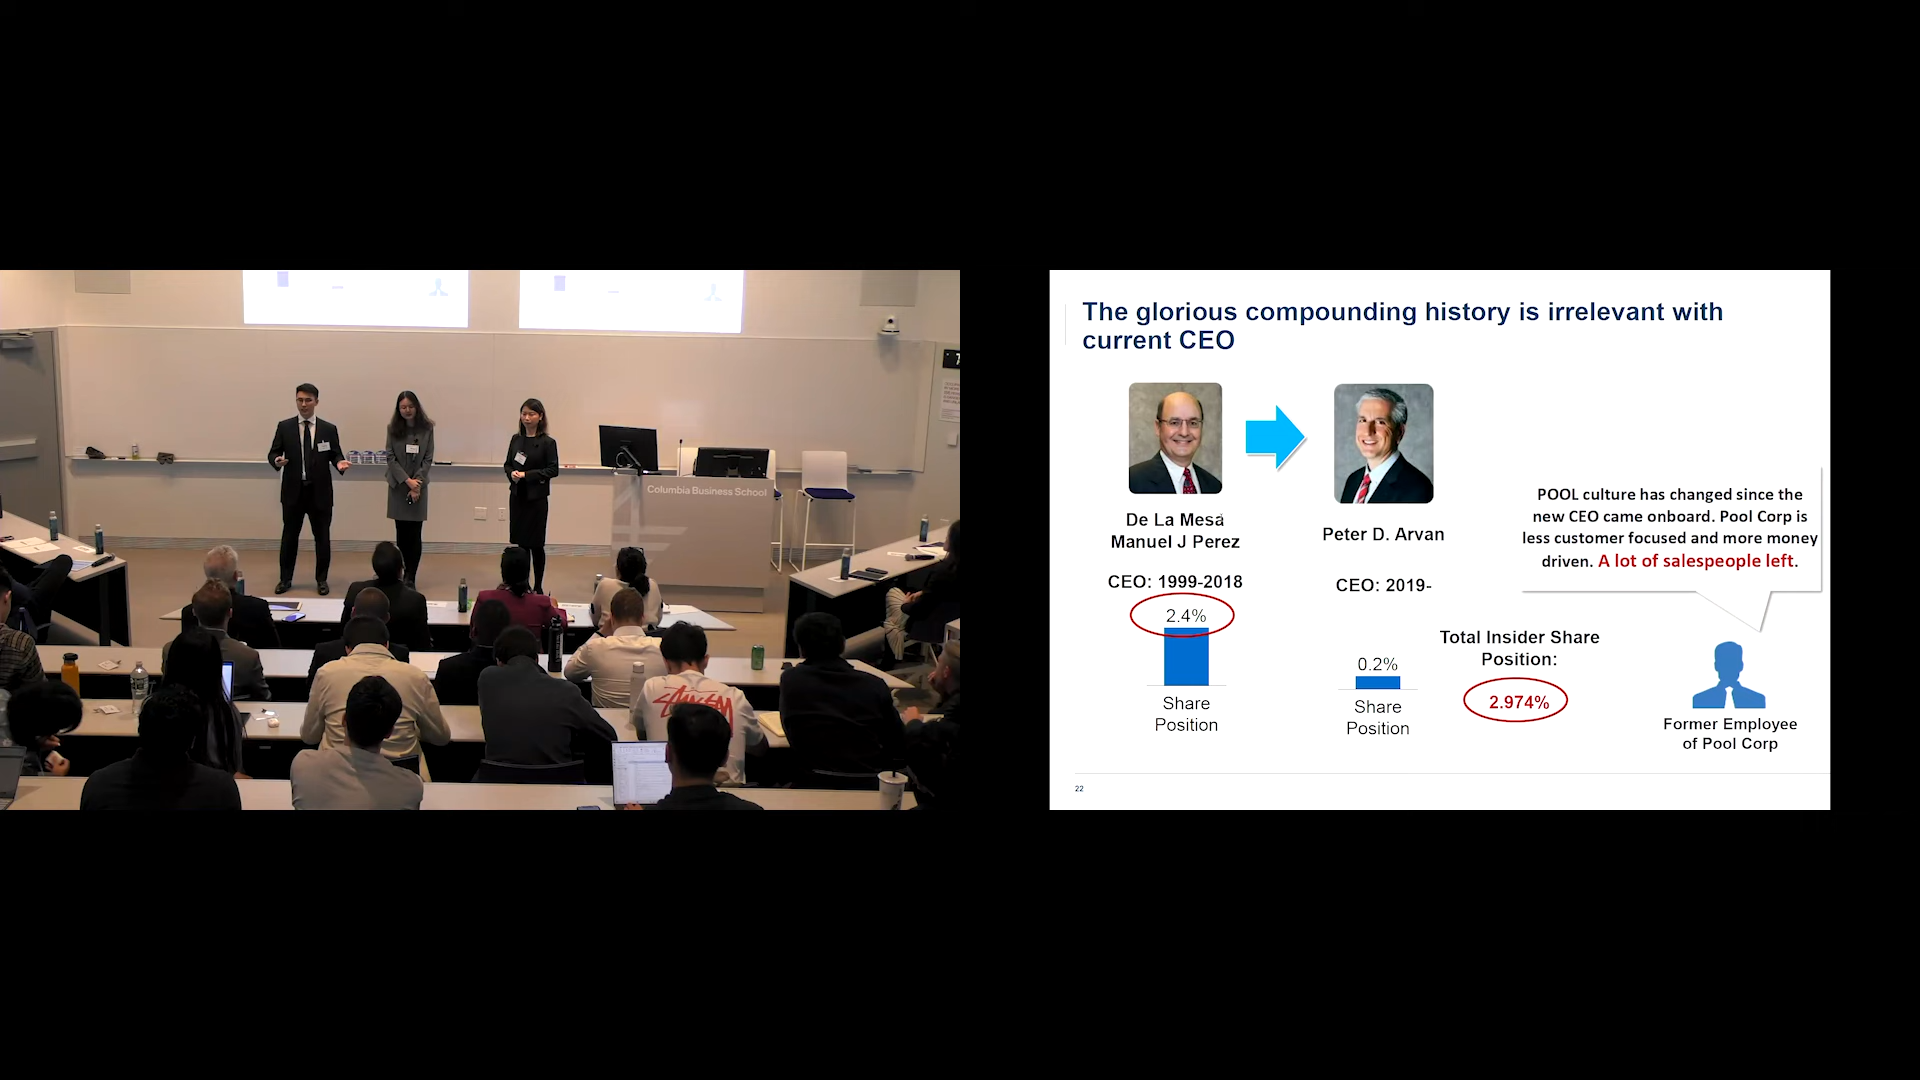 Columbia Business School
STUSSY
The glorious compounding history is irrelevant with
current CEO
De La Mesa
Manuel J Perez
Peter D. Arvan
CEO: 1999-2018
CEO: 2019-
2.4%
0.2%
Share
Position
Share
Position
Total Insider Share
Position:
2.974%
POOL culture has changed since the
new CEO came onboard. Pool Corp is
less customer focused and more money
driven. A lot of salespeople left.
Former Employee
of Pool Corp
22